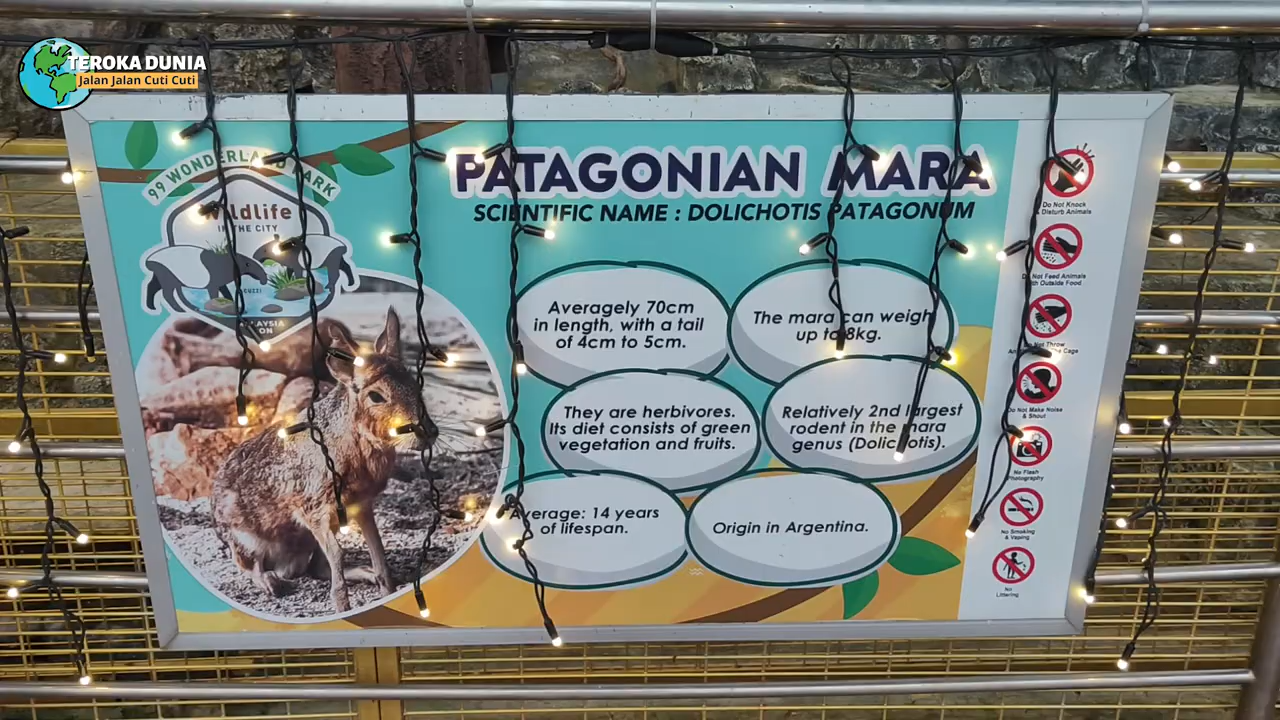 TEROKA DUNIA
Jalan Jalan Cuti Cuti
99 WONDERLAND PARK
Wildlife
IN THE CITY
PATAGONIAN MARA
SCIENTIFIC NAME : DOLICHOTIS PATAGONUM
Averagely 70cm
in length, with a tail
of 4cm to 5cm.
The mara can weigh
up to 8kg.
They are herbivores.
Its diet consists of green
vegetation and fruits.
Relatively 2nd largest
rodent in the mara
genus (Dolichotis).
Average: 14 years
of lifespan.
Origin in Argentina.
Do Not Knock
& Disturb Animals
Do Not Feed Animals
With Outside Food
Do Not Throw
The Cage
Do Not Make Noise
& Shout
No Flash
Photography
No Smoking
& Vaping
No
Littering